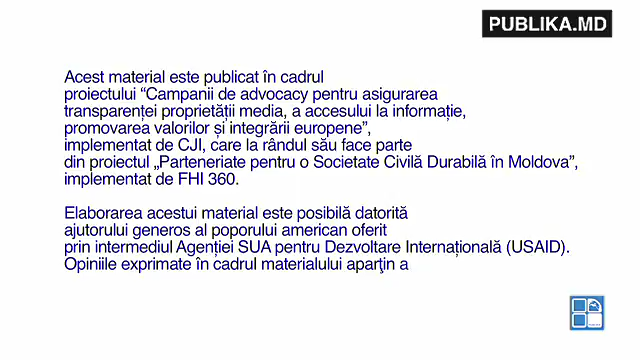 PUBLIKA.MD
Acest material este publicat în cadrul
proiectului “Campanii de advocacy pentru asigurarea
transparenței proprietății media, a accesului la informație,
promovarea valorilor și integrării europene”,
implementat de CJI, care la rândul său face parte
din proiectul „Parteneriate pentru o Societate Civilă Durabilă în Moldova”,
implementat de FHI 360.
Elaborarea acestui material este posibilă datorită
ajutorului generos al poporului american oferit
prin intermediul Agenției SUA pentru Dezvoltare Internațională (USAID).
Opiniile exprimate în cadrul materialului aparţin a